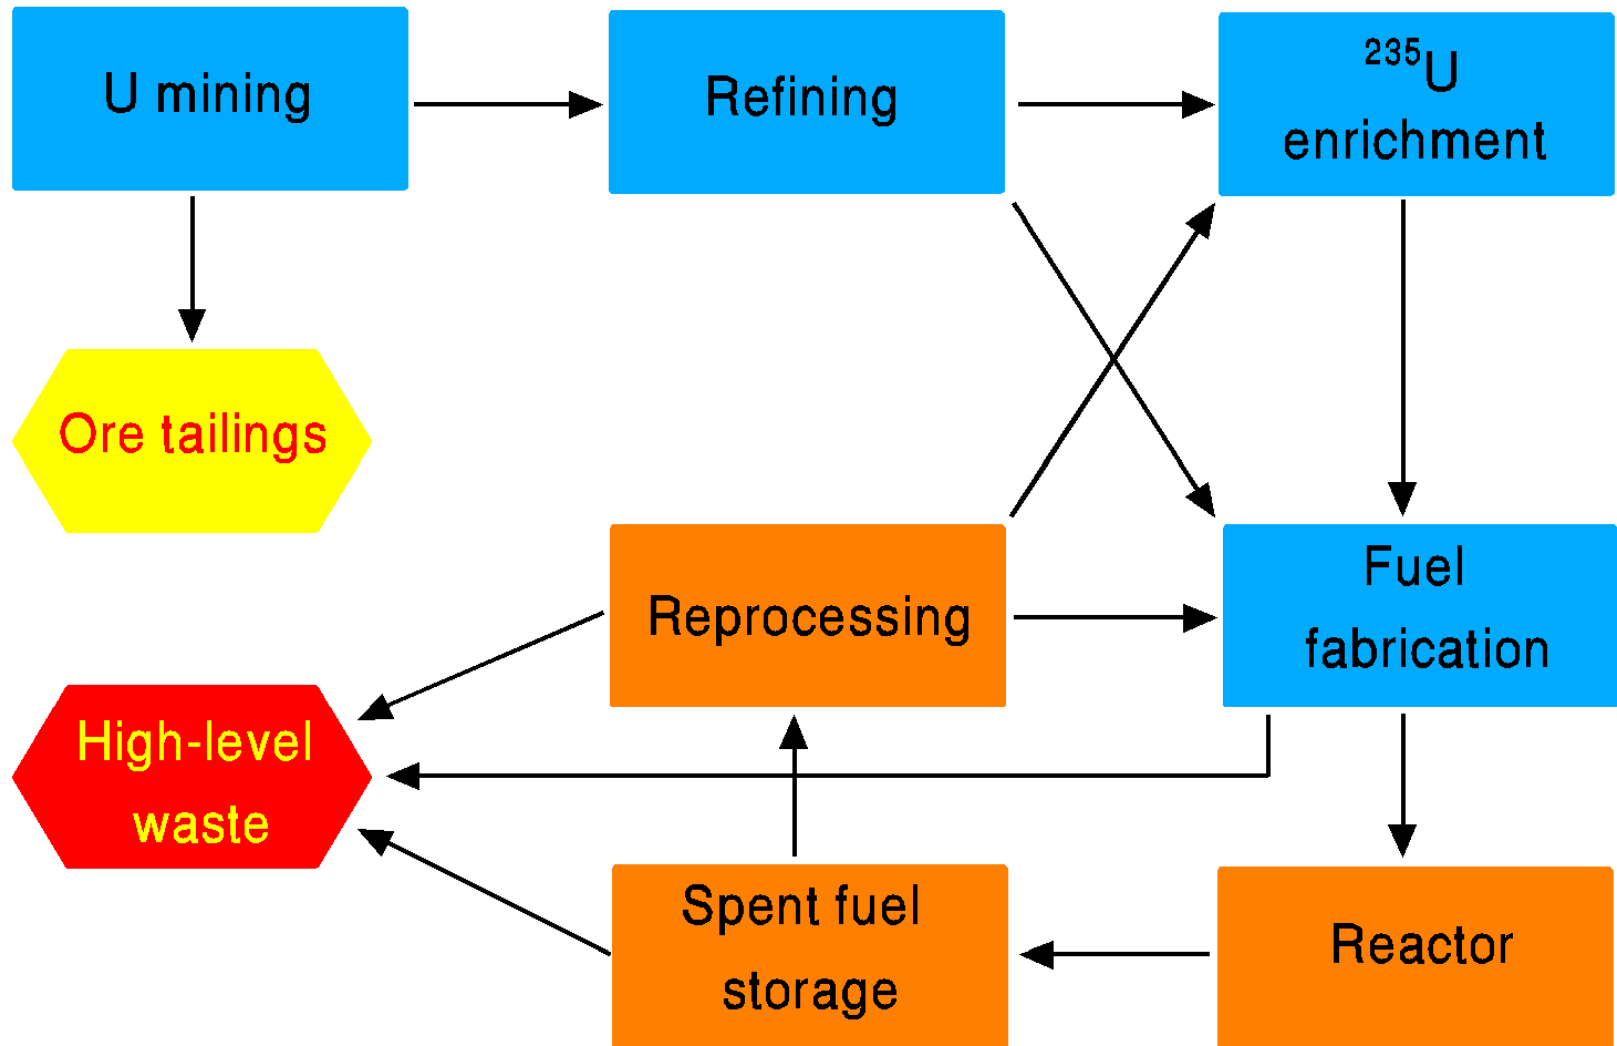 U mining
Refining
²³⁵U
enrichment
Ore tailings
Reprocessing
Fuel
fabrication
High-level
waste
Spent fuel
storage
Reactor